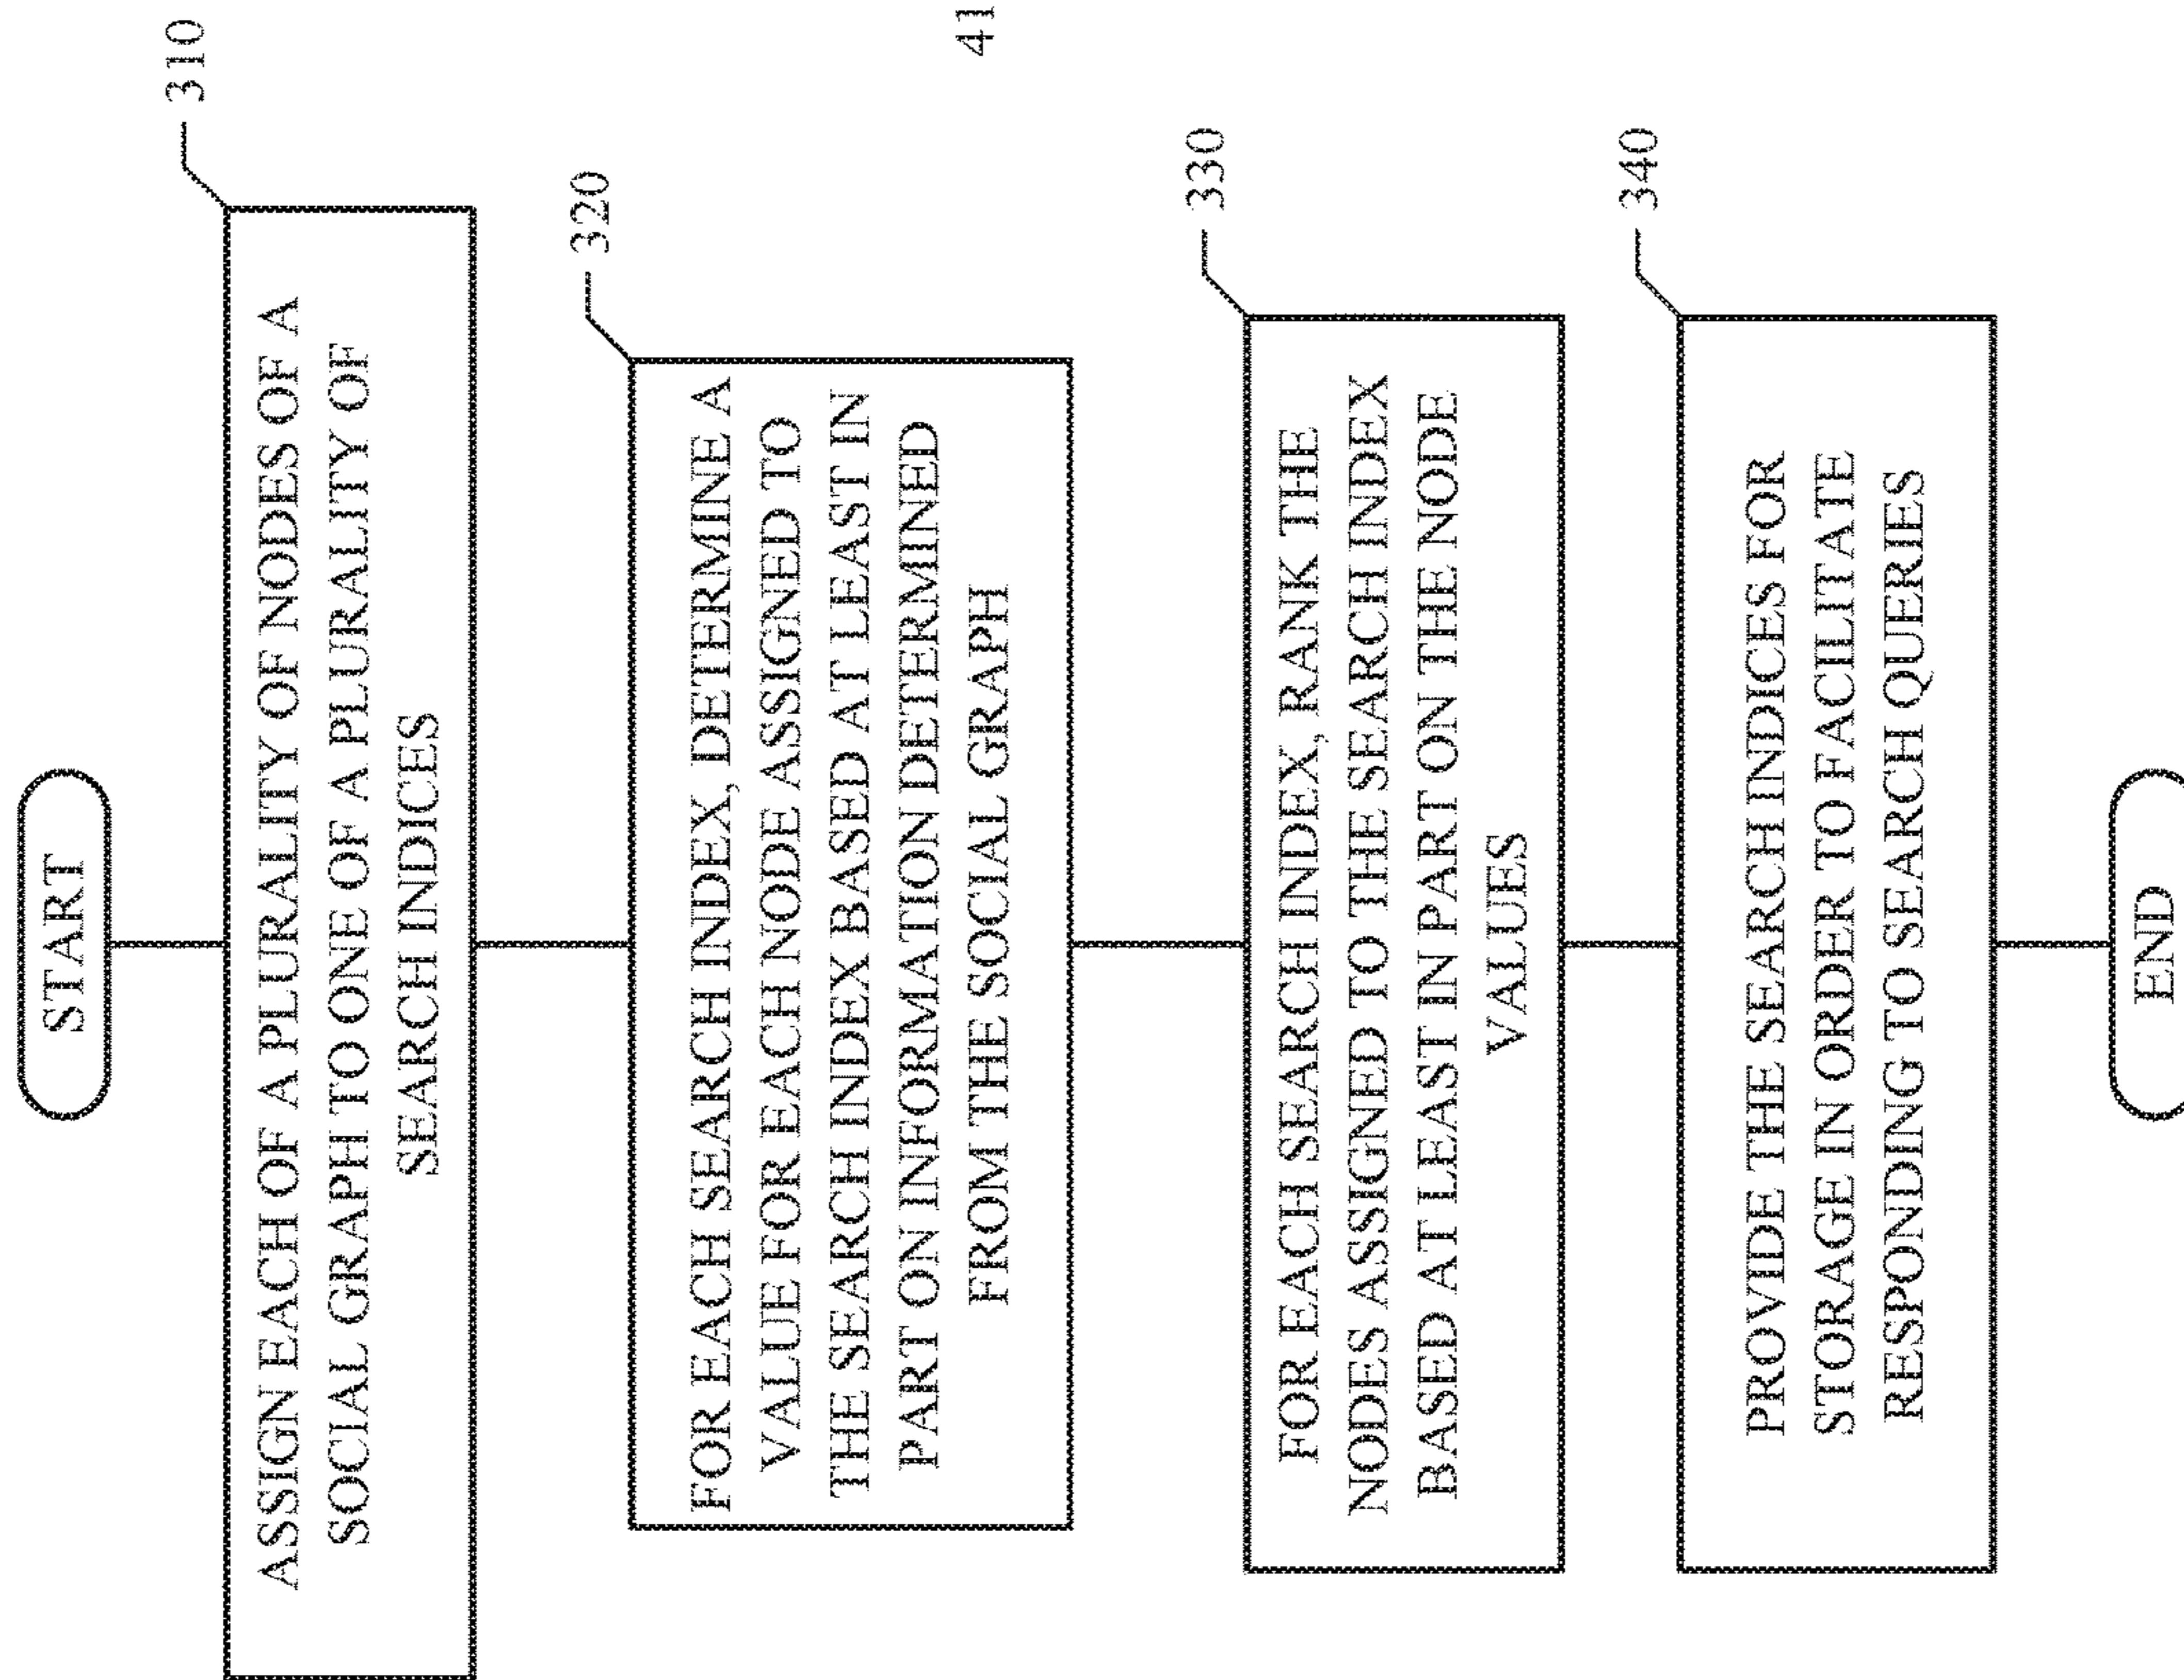 START
310
ASSIGN EACH OF A PLURALITY OF NODES OF A
SOCIAL GRAPH TO ONE OF A PLURALITY OF
SEARCH INDICES
320
FOR EACH SEARCH INDEX, DETERMINE A
VALUE FOR EACH NODE ASSIGNED TO
THE SEARCH INDEX BASED AT LEAST IN
PART ON INFORMATION DETERMINED
FROM THE SOCIAL GRAPH
41
330
FOR EACH SEARCH INDEX, RANK THE
NODES ASSIGNED TO THE SEARCH INDEX
BASED AT LEAST IN PART ON THE NODE
VALUES
340
PROVIDE THE SEARCH INDICES FOR
STORAGE IN ORDER TO FACILITATE
RESPONDING TO SEARCH QUERIES
END